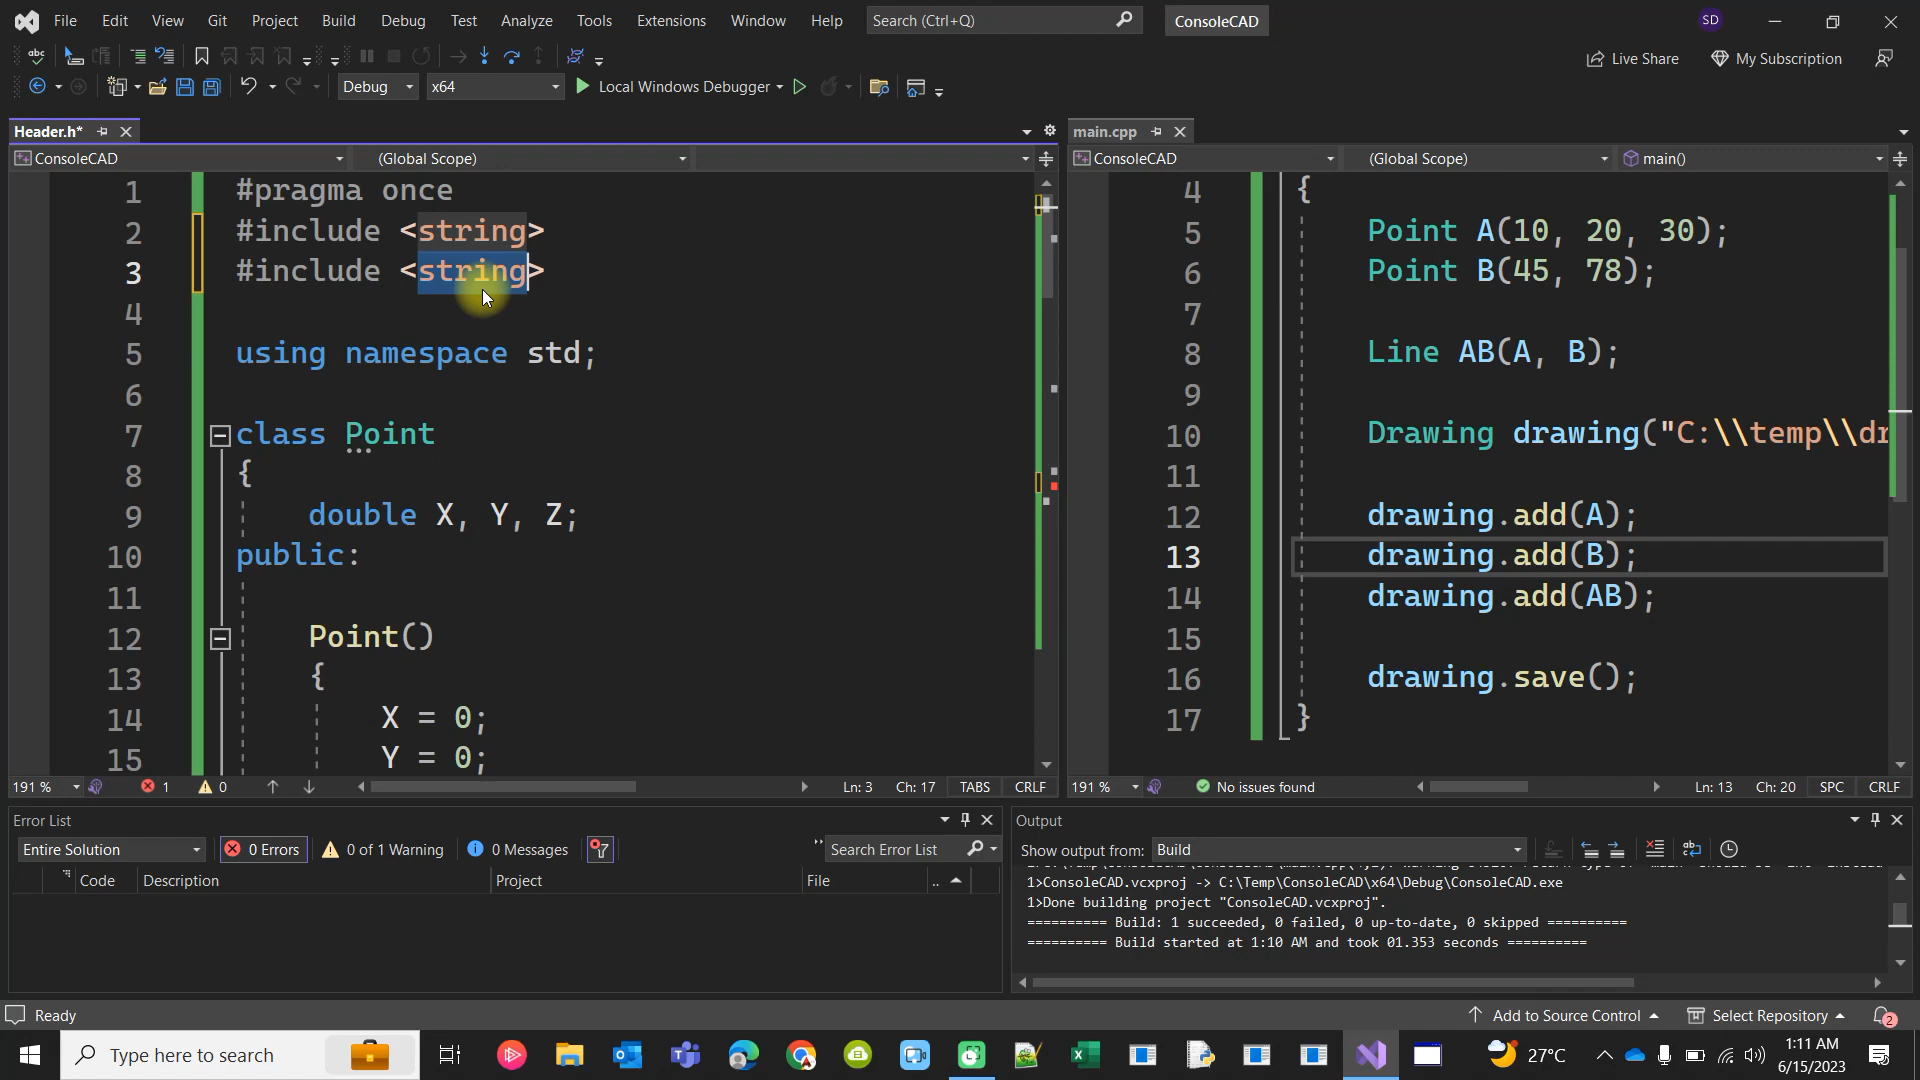 File Edit View Git Project Build Debug Test Analyze Tools Extensions Window Help Search (Ctrl+Q) ConsoleCAD SD
Live Share My Subscription
Debug x64 Local Windows Debugger
Header.h*
ConsoleCAD (Global Scope)
1 #pragma once
2 #include <string>
3 #include <string>
4
5 using namespace std;
6
7 class Point
8 {
9 double X, Y, Z;
10 public:
11
12 Point()
13 {
14 X = 0;
15 Y = 0;
191 % 1 0 Ln: 3 Ch: 17 TABS CRLF
main.cpp
ConsoleCAD (Global Scope) main()
4 {
5 Point A(10, 20, 30);
6 Point B(45, 78);
7
8 Line AB(A, B);
9
10 Drawing drawing("C:\\temp\\dr
11
12 drawing.add(A);
13 drawing.add(B);
14 drawing.add(AB);
15
16 drawing.save();
17 }
191 % No issues found Ln: 13 Ch: 20 SPC CRLF
Error List
Entire Solution 0 Errors 0 of 1 Warning 0 Messages Search Error List
Code Description Project File ..
Output
Show output from: Build
1>ConsoleCAD.vcxproj -> C:\Temp\ConsoleCAD\x64\Debug\ConsoleCAD.exe
1>Done building project "ConsoleCAD.vcxproj".
========== Build: 1 succeeded, 0 failed, 0 up-to-date, 0 skipped ==========
========== Build started at 1:10 AM and took 01.353 seconds ==========
Ready Add to Source Control Select Repository 2
Type here to search 27°C 1:11 AM
6/15/2023